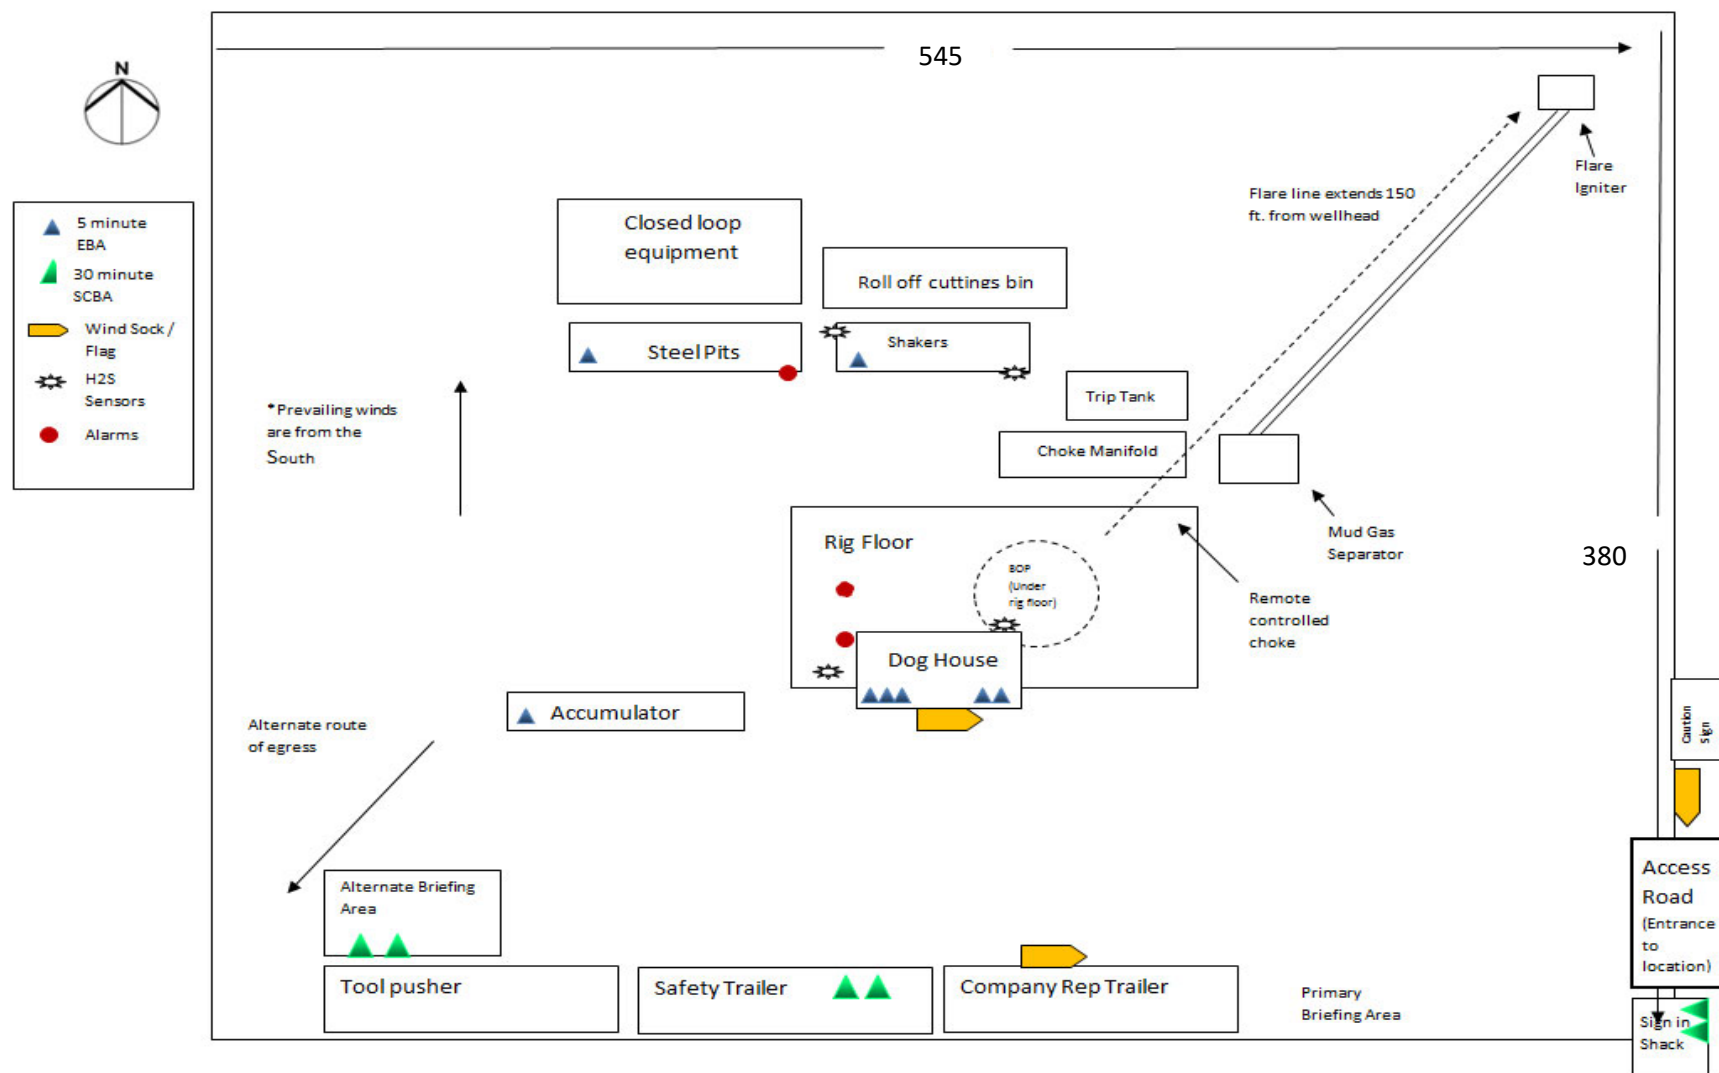 545
N
5 minute
EBA
30 minute
SCBA
Wind Sock /
Flag
H2S
Sensors
Alarms
Flare
Igniter
Flare line extends 150
ft. from wellhead
Closed loop
equipment
Roll off cuttings bin
Steel Pits
Shakers
Trip Tank
Choke Manifold
*Prevailing winds
are from the
South
Mud Gas
Separator
380
Rig Floor
BOP
(Under
rig floor)
Remote
controlled
choke
Dog House
Accumulator
Alternate route
of egress
Caution
Sign
Access
Road
(Entrance
to
location)
Alternate Briefing
Area
Tool pusher
Safety Trailer
Company Rep Trailer
Primary
Briefing Area
Sign in
Shack